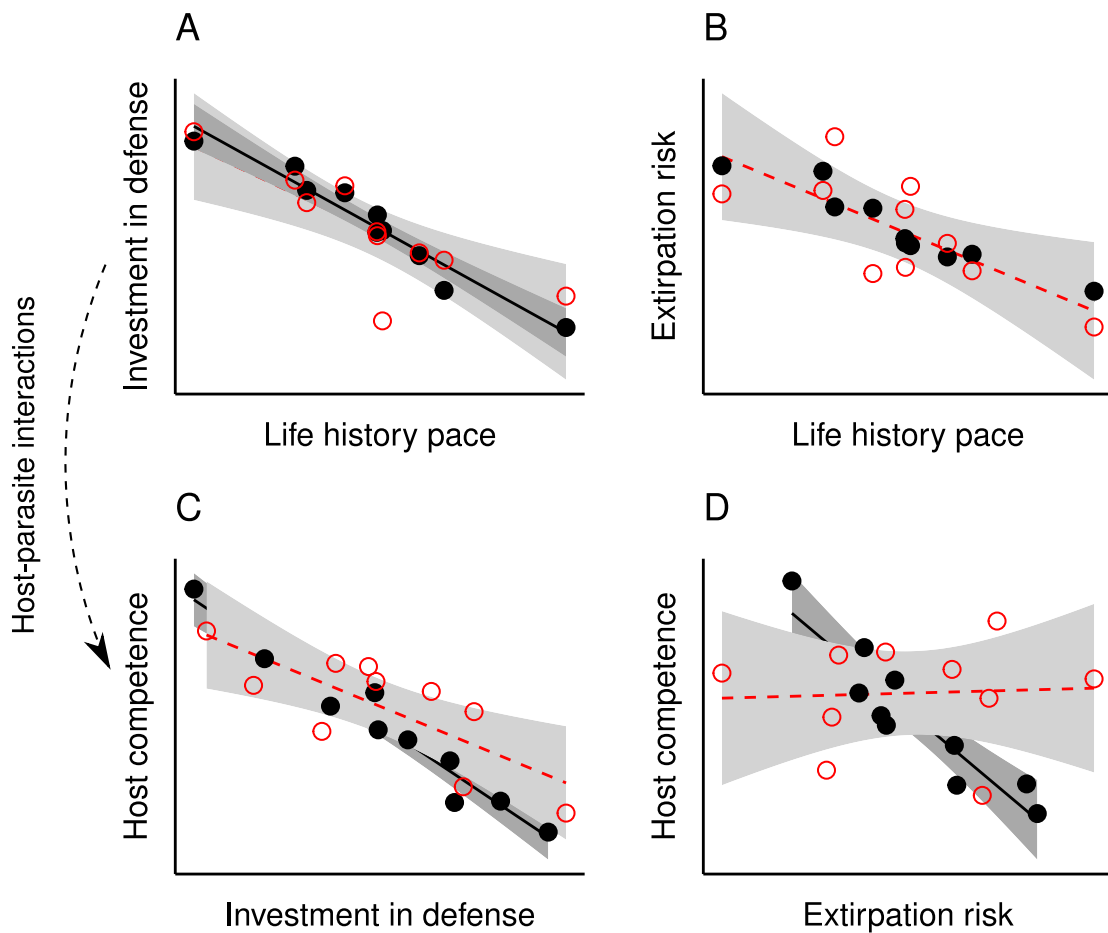 A
B
Investment in defense
Extirpation risk
Life history pace
Life history pace
Host-parasite interactions
C
D
Host competence
Host competence
Investment in defense
Extirpation risk